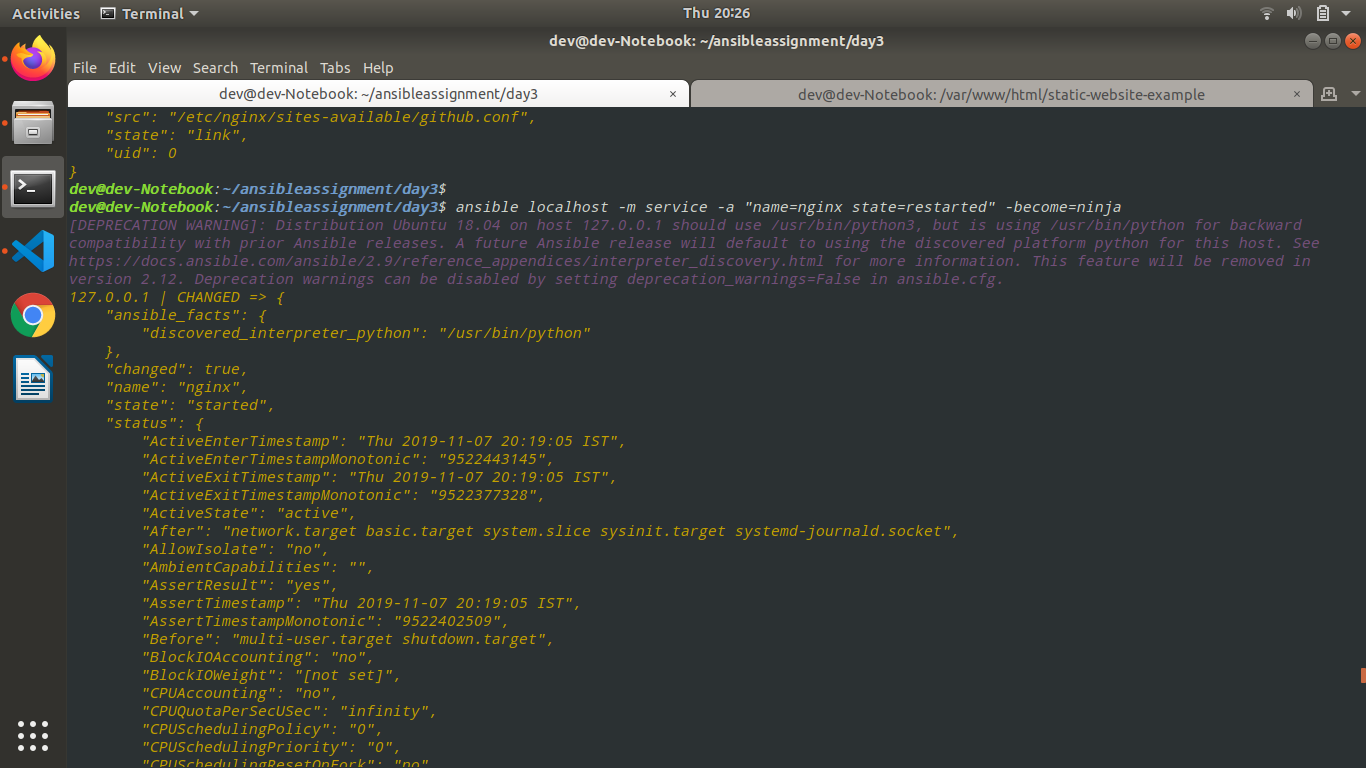 Activities Terminal Thu 20:26
dev@dev-Notebook: ~/ansibleassignment/day3
File Edit View Search Terminal Tabs Help
dev@dev-Notebook: ~/ansibleassignment/day3 × dev@dev-Notebook: /var/www/html/static-website-example ×
"src": "/etc/nginx/sites-available/github.conf",
"state": "link",
"uid": 0
}
dev@dev-Notebook:~/ansibleassignment/day3$
dev@dev-Notebook:~/ansibleassignment/day3$ ansible localhost -m service -a "name=nginx state=restarted" -become=ninja
[DEPRECATION WARNING]: Distribution Ubuntu 18.04 on host 127.0.0.1 should use /usr/bin/python3, but is using /usr/bin/python for backward
compatibility with prior Ansible releases. A future Ansible release will default to using the discovered platform python for this host. See
https://docs.ansible.com/ansible/2.9/reference_appendices/interpreter_discovery.html for more information. This feature will be removed in
version 2.12. Deprecation warnings can be disabled by setting deprecation_warnings=False in ansible.cfg.
127.0.0.1 | CHANGED => {
"ansible_facts": {
"discovered_interpreter_python": "/usr/bin/python"
},
"changed": true,
"name": "nginx",
"state": "started",
"status": {
"ActiveEnterTimestamp": "Thu 2019-11-07 20:19:05 IST",
"ActiveEnterTimestampMonotonic": "9522443145",
"ActiveExitTimestamp": "Thu 2019-11-07 20:19:05 IST",
"ActiveExitTimestampMonotonic": "9522377328",
"ActiveState": "active",
"After": "network.target basic.target system.slice sysinit.target systemd-journald.socket",
"AllowIsolate": "no",
"AmbientCapabilities": "",
"AssertResult": "yes",
"AssertTimestamp": "Thu 2019-11-07 20:19:05 IST",
"AssertTimestampMonotonic": "9522402509",
"Before": "multi-user.target shutdown.target",
"BlockIOAccounting": "no",
"BlockIOWeight": "[not set]",
"CPUAccounting": "no",
"CPUQuotaPerSecUSec": "infinity",
"CPUSchedulingPolicy": "0",
"CPUSchedulingPriority": "0",
"CPUSchedulingResetOnFork": "no"